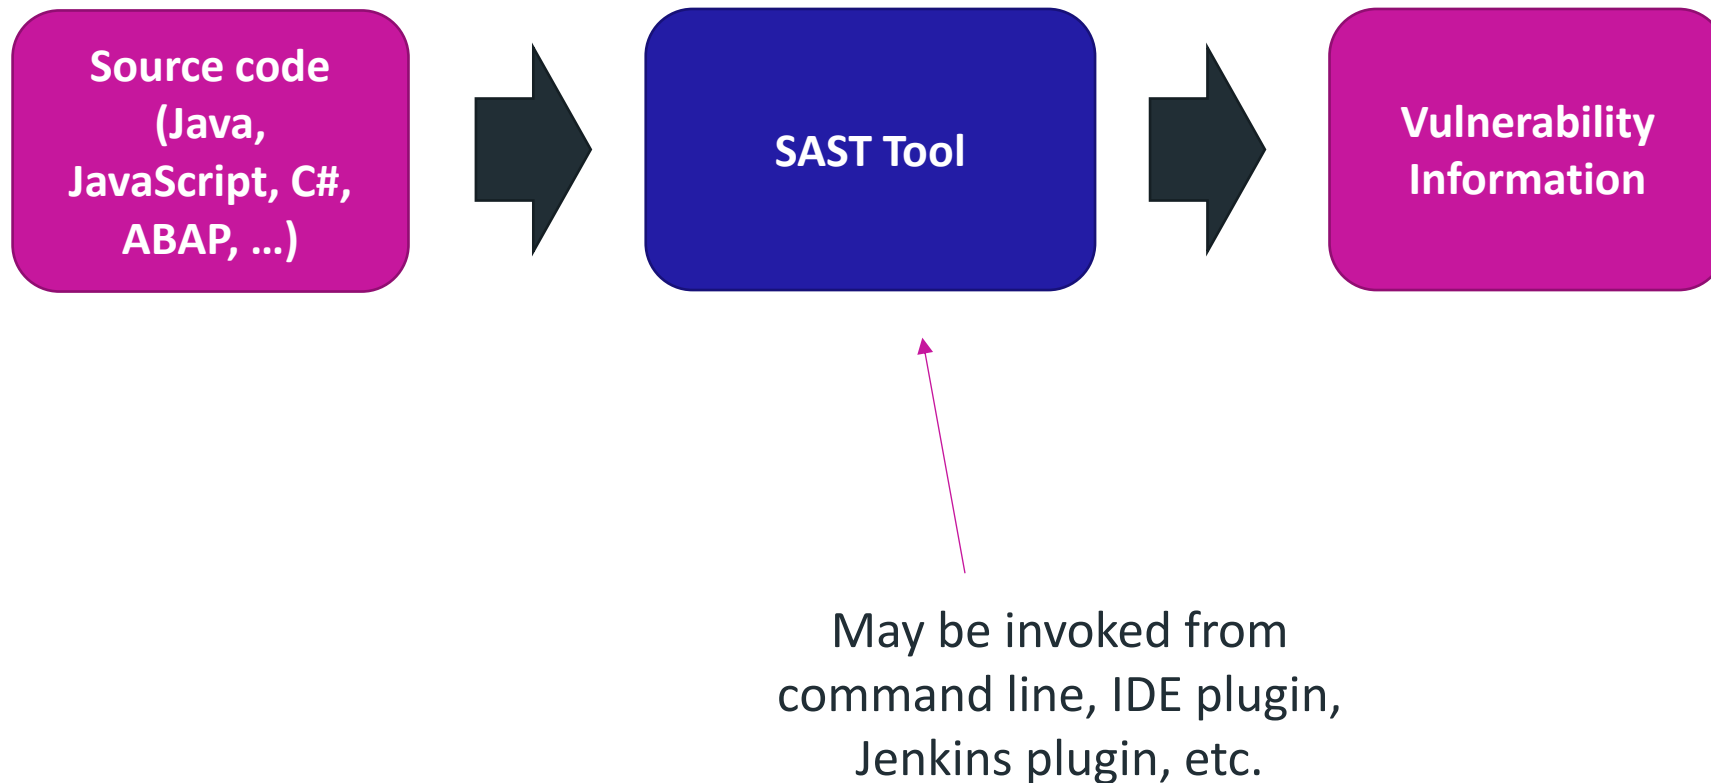 Source code
(Java,
JavaScript, C#,
ABAP, …)
SAST Tool
Vulnerability
Information
May be invoked from
command line, IDE plugin,
Jenkins plugin, etc.